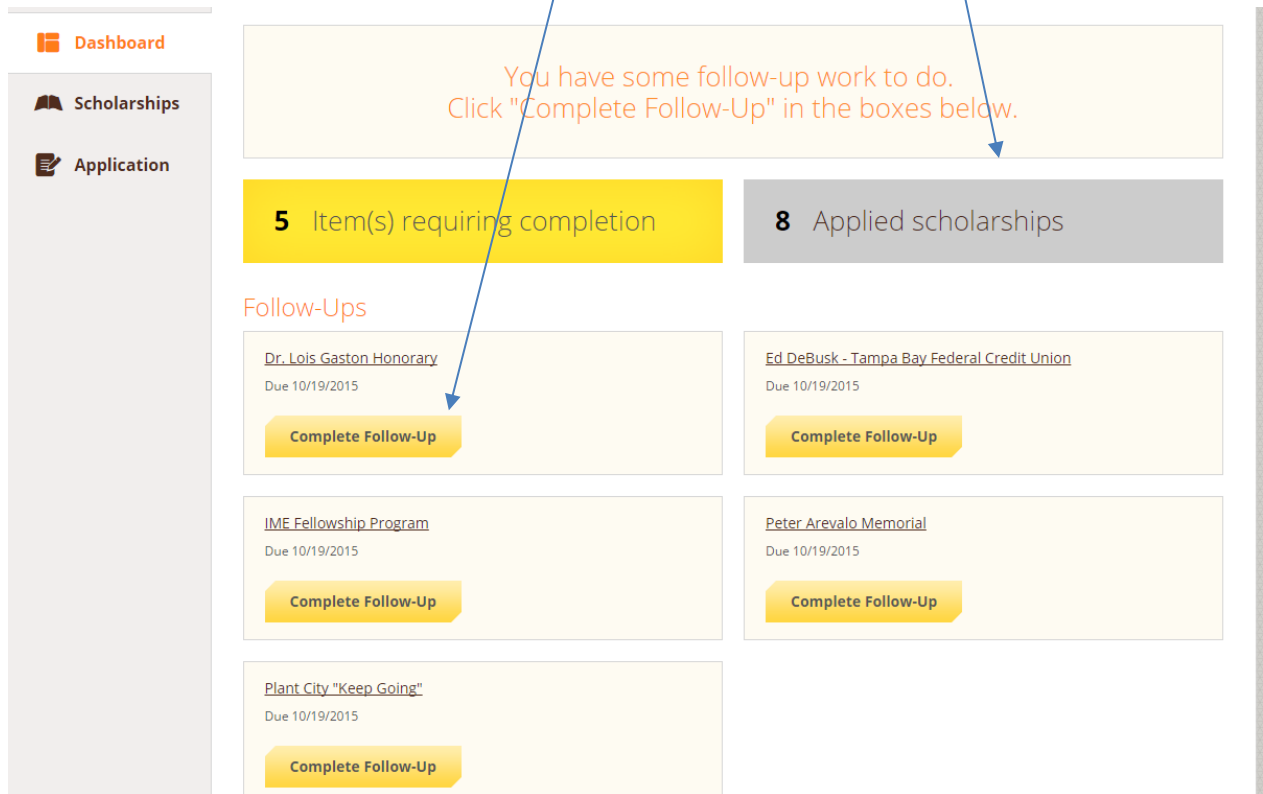 Dashboard
Scholarships
Application
You have some follow-up work to do.
Click "Complete Follow-Up" in the boxes below.
5 Item(s) requiring completion
8 Applied scholarships
Follow-Ups
Dr. Lois Gaston Honorary
Due 10/19/2015
Complete Follow-Up
Ed DeBusk - Tampa Bay Federal Credit Union
Due 10/19/2015
Complete Follow-Up
IME Fellowship Program
Due 10/19/2015
Complete Follow-Up
Peter Arevalo Memorial
Due 10/19/2015
Complete Follow-Up
Plant City "Keep Going"
Due 10/19/2015
Complete Follow-Up